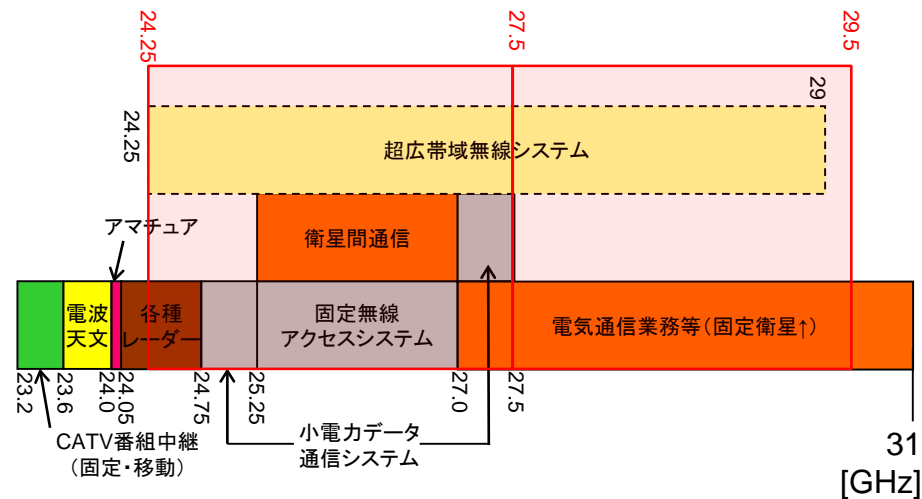 24.25
27.5
29.5
24.25
29
超広帯域無線システム
アマチュア
衛星間通信
電波
天文
各種
レーダー
固定無線
アクセスシステム
電気通信業務等(固定衛星↑)
23.2
23.6
24.0
24.05
24.75
25.25
27.0
27.5
CATV番組中継
(固定・移動)
小電力データ
通信システム
31
[GHz]